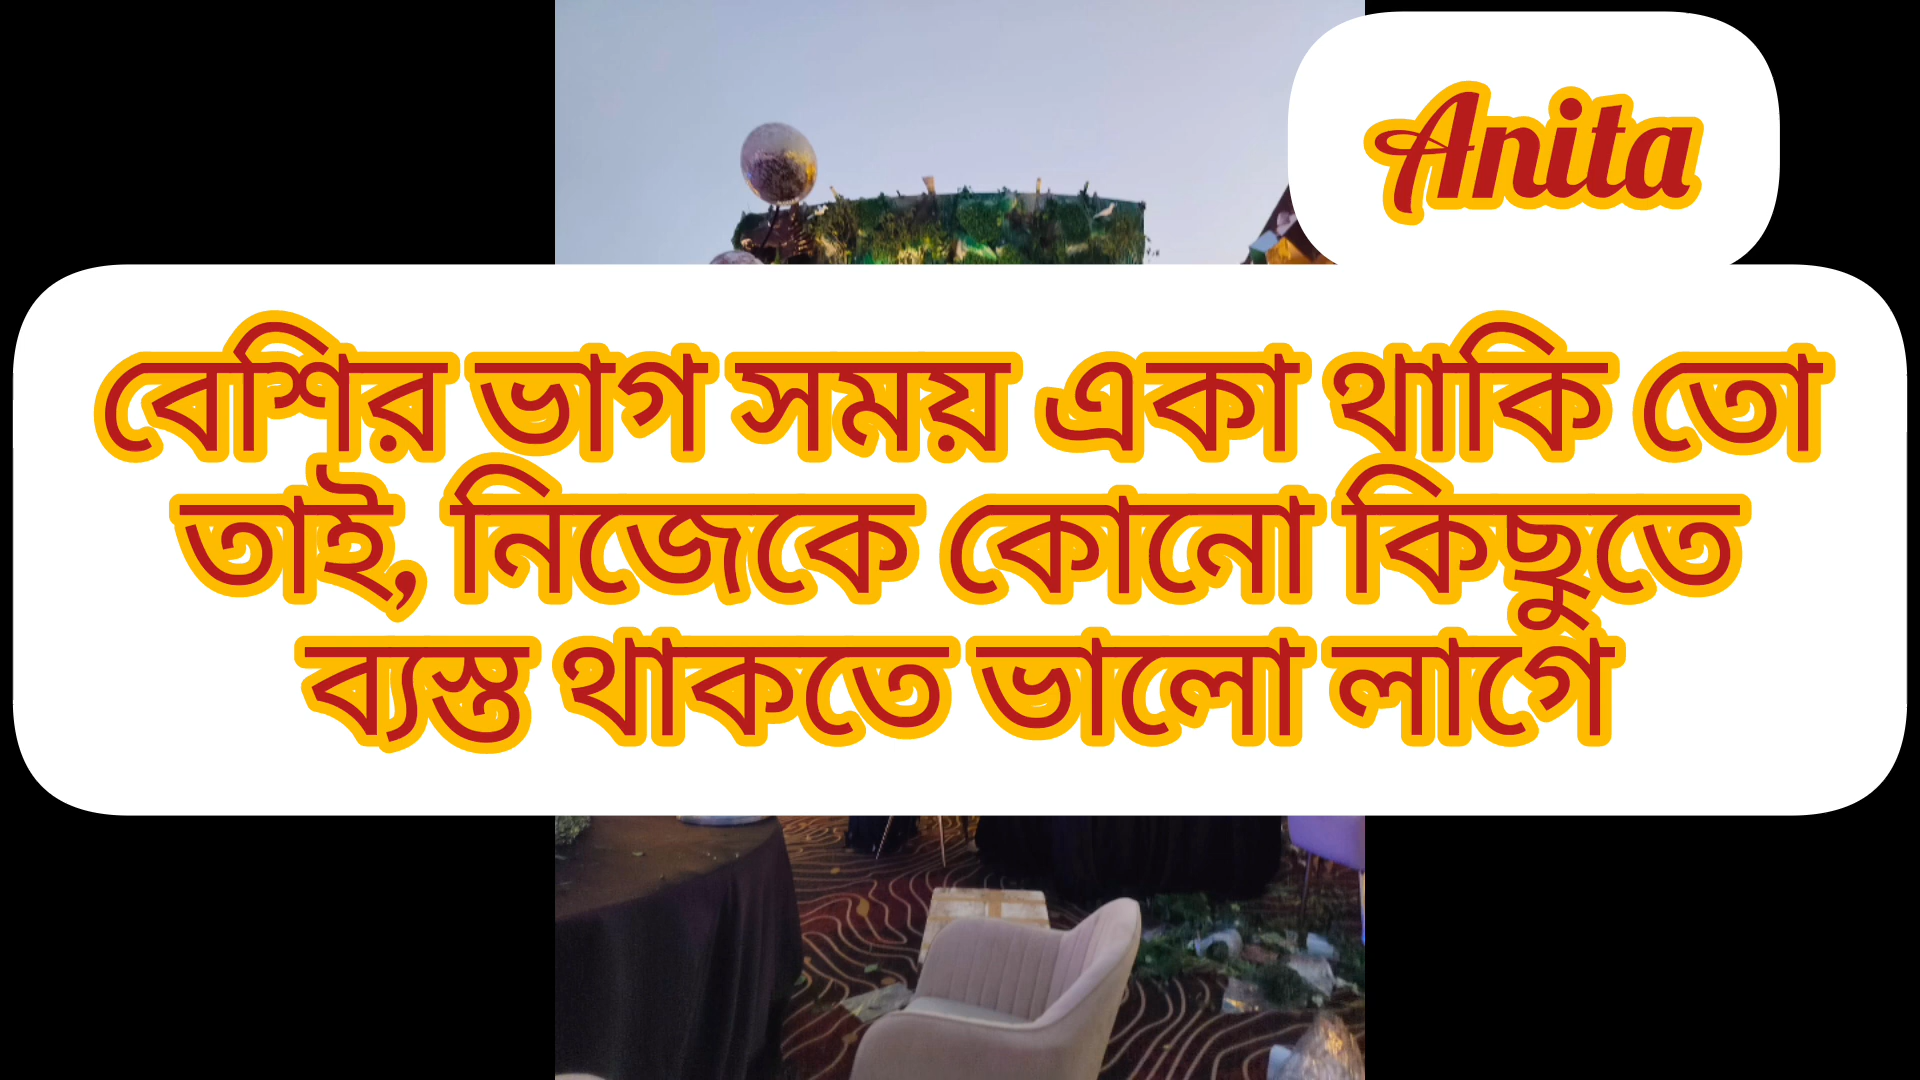 Anita
বেশির ভাগ সময় একা থাকি তো
তাই, নিজেকে কোনো কিছুতে
ব্যস্ত থাকতে ভালো লাগে